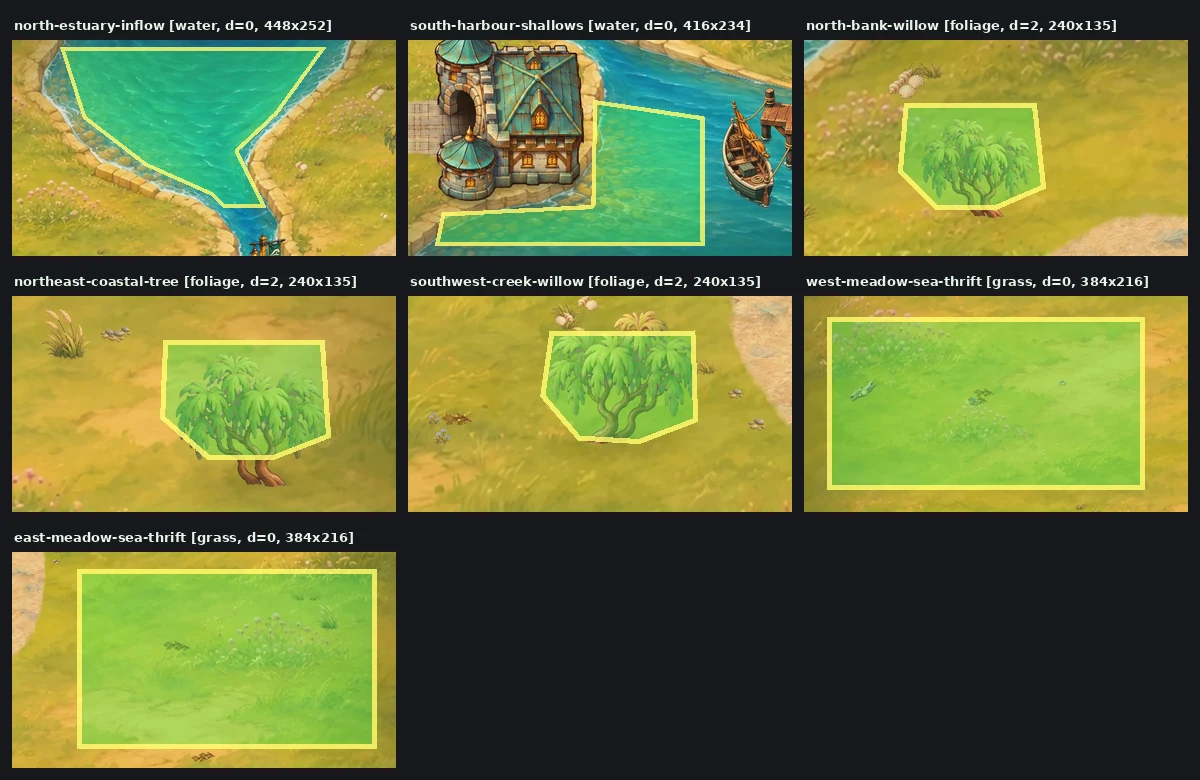 north-estuary-inflow [water, d=0, 448x252]
south-harbour-shallows [water, d=0, 416x234]
north-bank-willow [foliage, d=2, 240x135]
northeast-coastal-tree [foliage, d=2, 240x135]
southwest-creek-willow [foliage, d=2, 240x135]
west-meadow-sea-thrift [grass, d=0, 384x216]
east-meadow-sea-thrift [grass, d=0, 384x216]